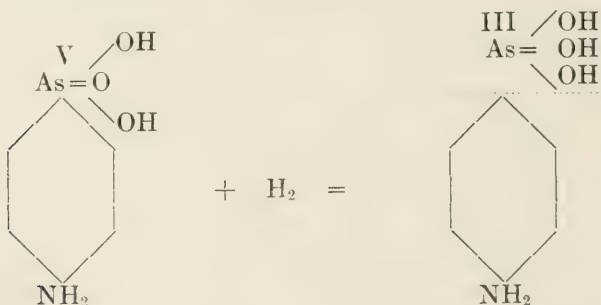 V OH
As=O
OH
NH₂
+ H₂ =
III OH
As= OH
OH
NH₂